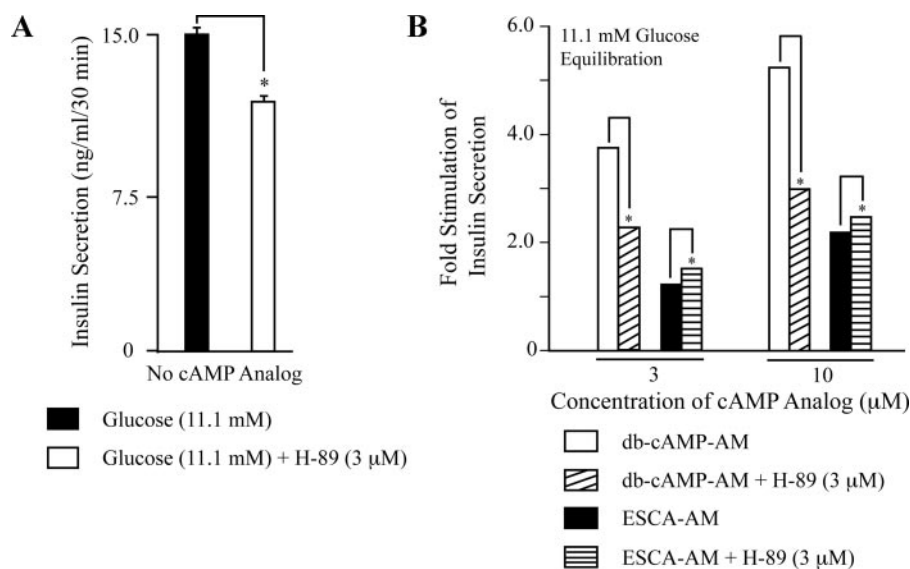 A
Insulin Secretion (ng/ml/30 min)
15.0
7.5
0
*
No cAMP Analog
Glucose (11.1 mM)
Glucose (11.1 mM) + H-89 (3 μM)
B
Fold Stimulation of
Insulin Secretion
6.0
4.0
2.0
0
11.1 mM Glucose
Equilibration
*
*
*
*
3 10
Concentration of cAMP Analog (μM)
db-cAMP-AM
db-cAMP-AM + H-89 (3 μM)
ESCA-AM
ESCA-AM + H-89 (3 μM)